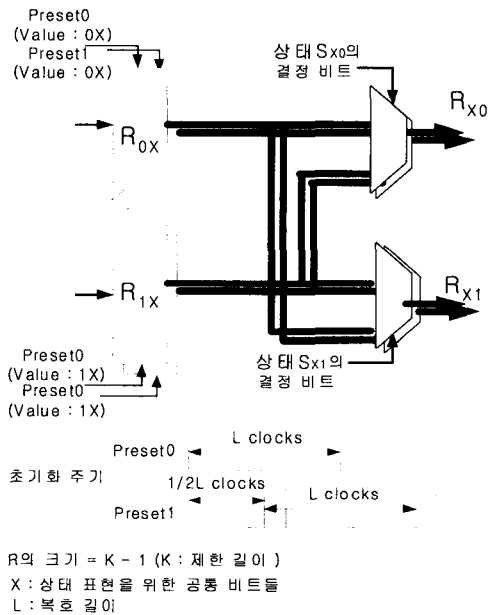 Preset0
(Value : 0X)
Preset1
(Value : 0X)
상태 Sx0의
결정 비트
R0X
RX0
R1X
RX1
Preset0
(Value : 1X)
Preset0
(Value : 1X)
상태 Sx1의
결정 비트
Preset0
L clocks
초기화 주기
1/2L clocks
L clocks
Preset1
R의 크기 = K - 1 (K : 제한 길이)
X : 상태 표현을 위한 공통 비트들
L : 복호 길이